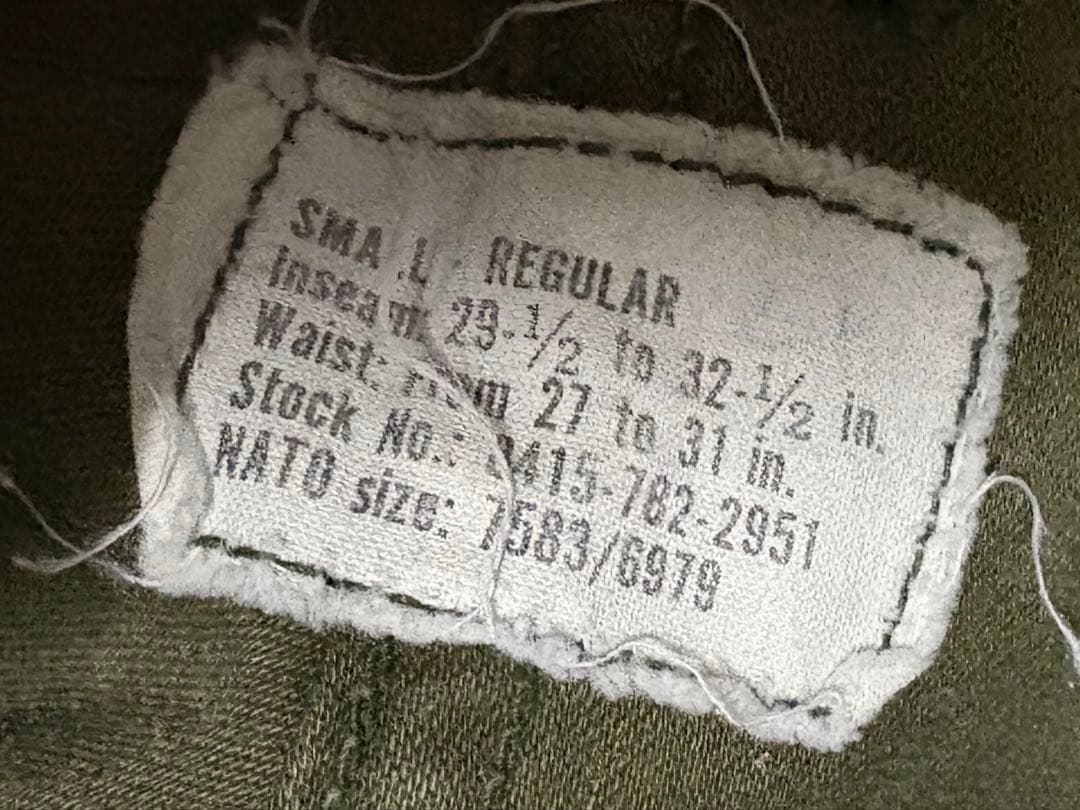 SMALL - REGULAR
Inseam: 29-1/2 to 32-1/2 in.
Waist: from 27 to 31 in.
Stock No.: 8415-782-2951
NATO size: 7583/6979